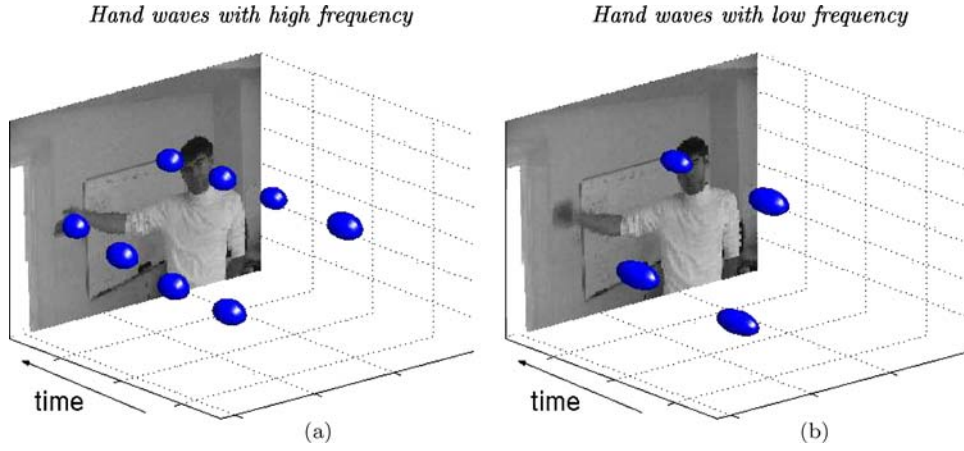 Hand waves with high frequency
Hand waves with low frequency
time
time
(a)
(b)